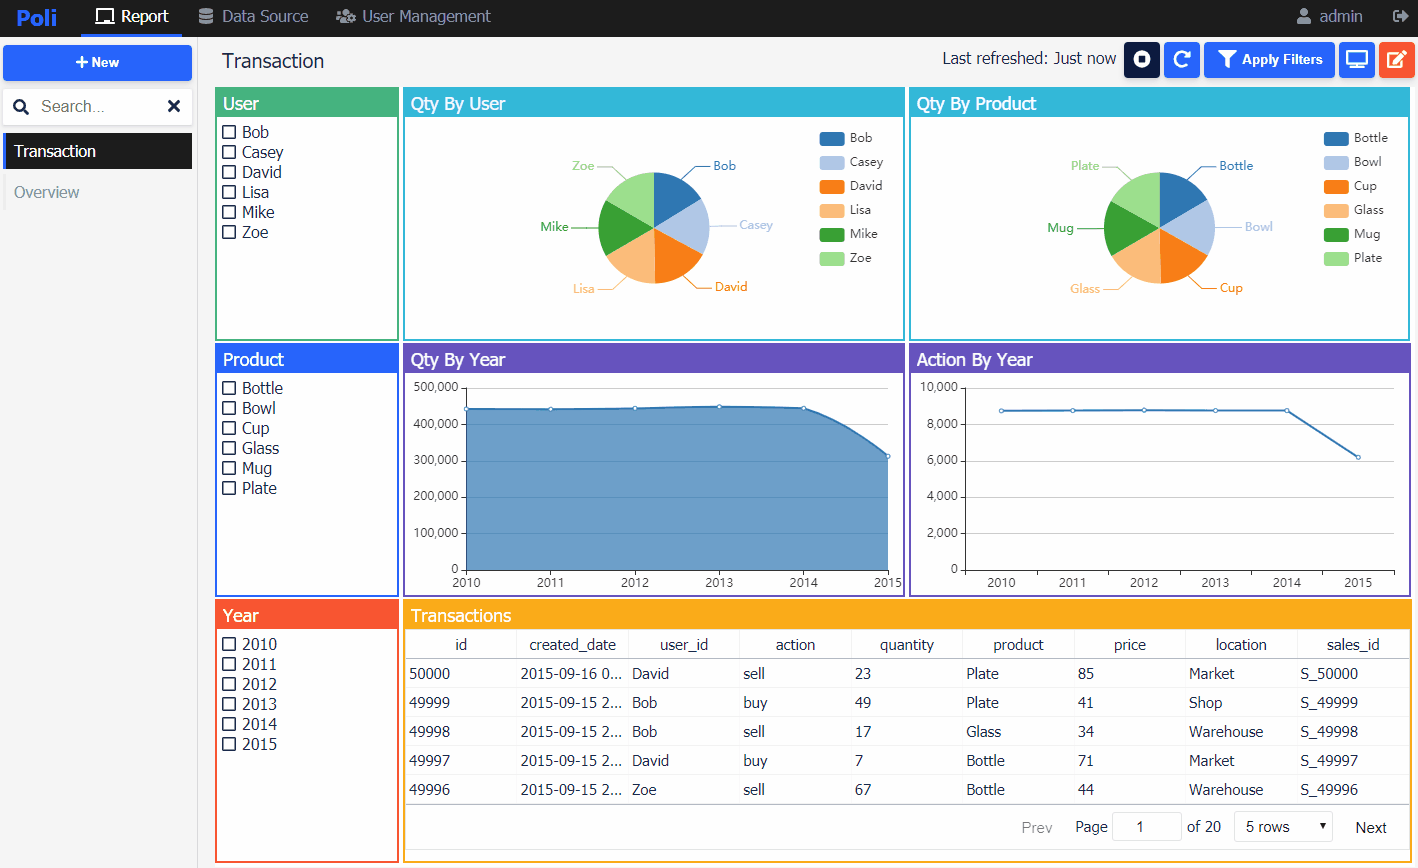 Poli Report Data Source User Management admin
New
Search...
Transaction
Overview
Transaction Last refreshed: Just now Apply Filters
User
Bob
Casey
David
Lisa
Mike
Zoe
Qty By User
Bob
Casey
David
Lisa
Mike
Zoe
Bob
Casey
David
Lisa
Mike
Zoe
Qty By Product
Bottle
Bowl
Cup
Glass
Mug
Plate
Bottle
Bowl
Cup
Glass
Mug
Plate
Product
Bottle
Bowl
Cup
Glass
Mug
Plate
Qty By Year
500,000
400,000
300,000
200,000
100,000
0
2010 2011 2012 2013 2014 2015
Action By Year
10,000
8,000
6,000
4,000
2,000
0
2010 2011 2012 2013 2014 2015
Year
2010
2011
2012
2013
2014
2015
Transactions
id created_date user_id action quantity product price location sales_id
50000 2015-09-16 0... David sell 23 Plate 85 Market S_50000
49999 2015-09-15 2... Bob buy 49 Plate 41 Shop S_49999
49998 2015-09-15 2... Bob sell 17 Glass 34 Warehouse S_49998
49997 2015-09-15 2... David buy 7 Bottle 71 Market S_49997
49996 2015-09-15 2... Zoe sell 67 Bottle 44 Warehouse S_49996
Prev Page 1 of 20 5 rows Next